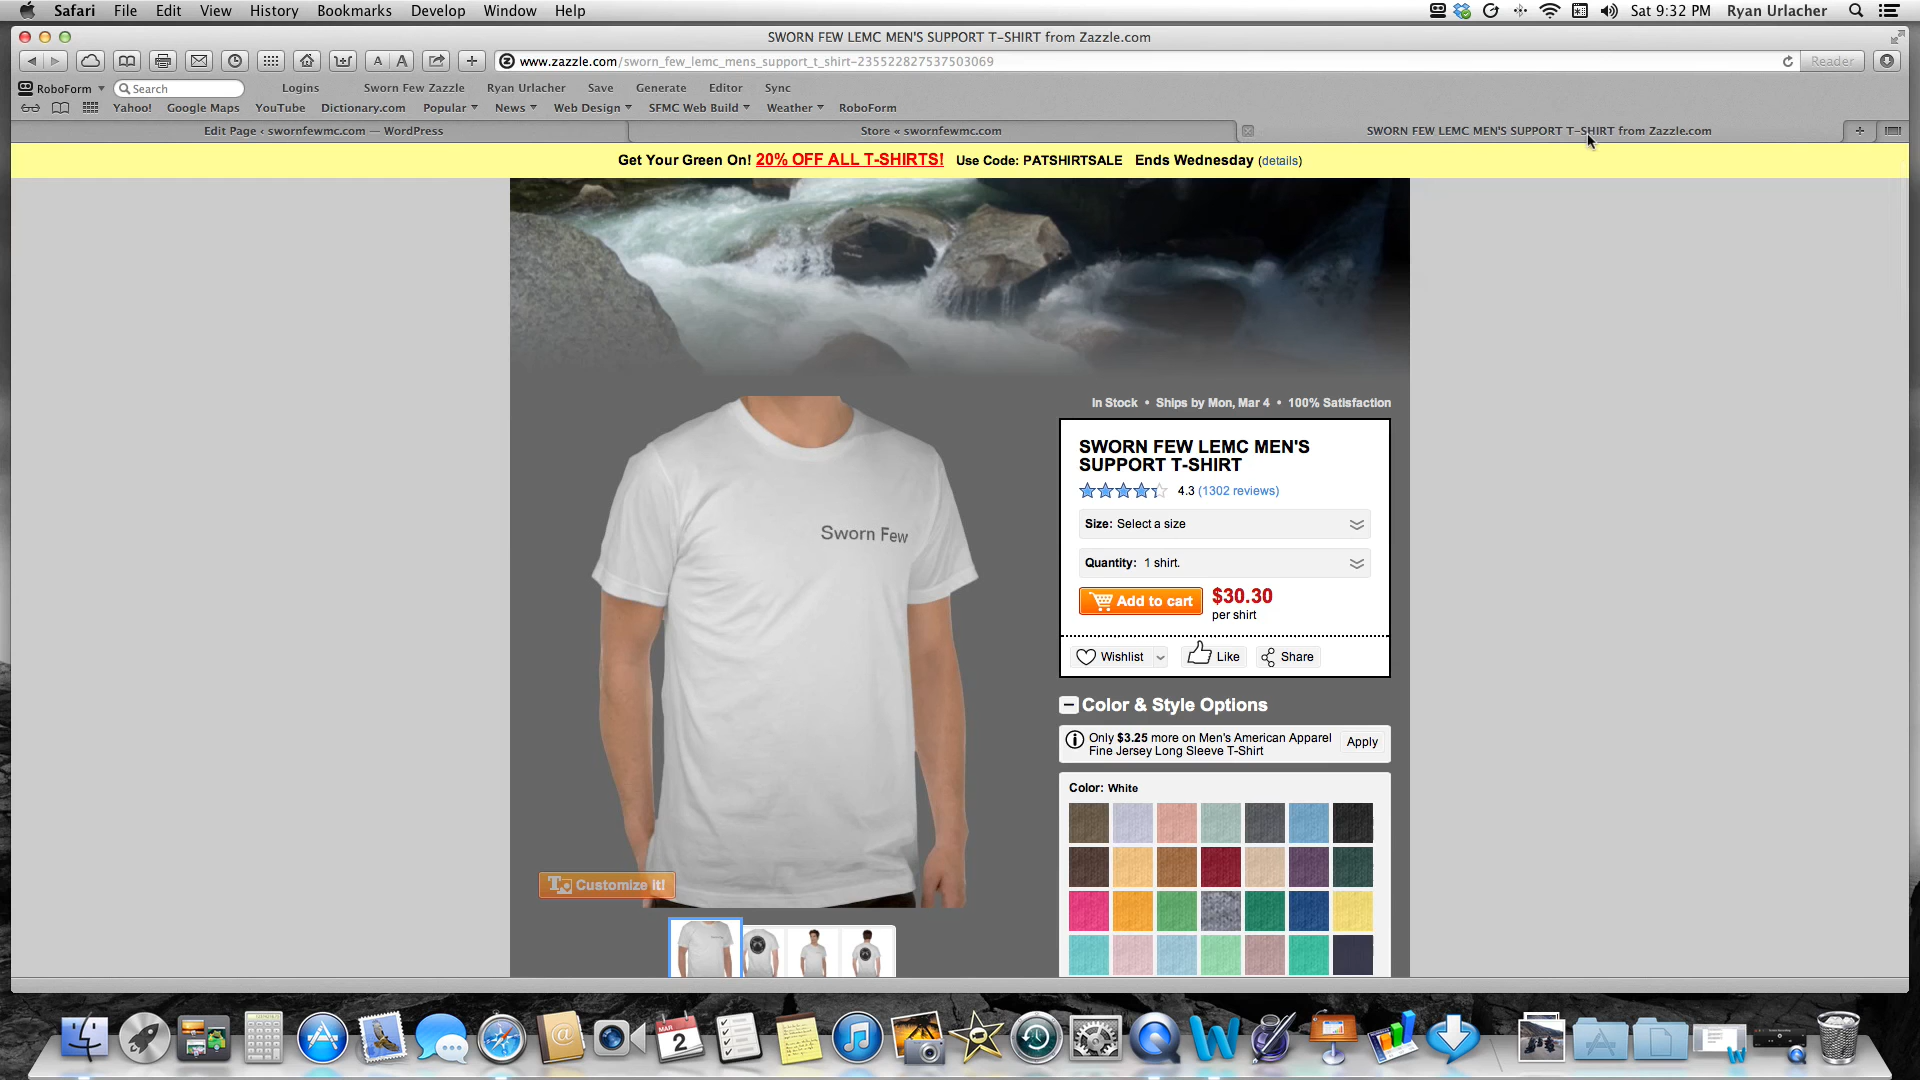 Safari File Edit View History Bookmarks Develop Window Help Sat 9:32 PM Ryan Urlacher
SWORN FEW LEMC MEN'S SUPPORT T-SHIRT from Zazzle.com
A A www.zazzle.com/sworn_few_lemc_mens_support_t_shirt-235522827537503069 Reader
RoboForm Search Logins Sworn Few Zazzle Ryan Urlacher Save Generate Editor Sync
Yahoo! Google Maps YouTube Dictionary.com Popular News Web Design SFMC Web Build Weather RoboForm
Edit Page ‹ swornfewmc.com — WordPress Store « swornfewmc.com SWORN FEW LEMC MEN'S SUPPORT T-SHIRT from Zazzle.com
Get Your Green On! 20% OFF ALL T-SHIRTS! Use Code: PATSHIRTSALE Ends Wednesday (details)
In Stock • Ships by Mon, Mar 4 • 100% Satisfaction
SWORN FEW LEMC MEN'S
SUPPORT T-SHIRT
4.3 (1302 reviews)
Size: Select a size
Sworn Few
Quantity: 1 shirt.
Add to cart $30.30
per shirt
Wishlist Like Share
Color & Style Options
Only $3.25 more on Men's American Apparel
Fine Jersey Long Sleeve T-Shirt
Apply
Color: White
Customize it!
MAR
2